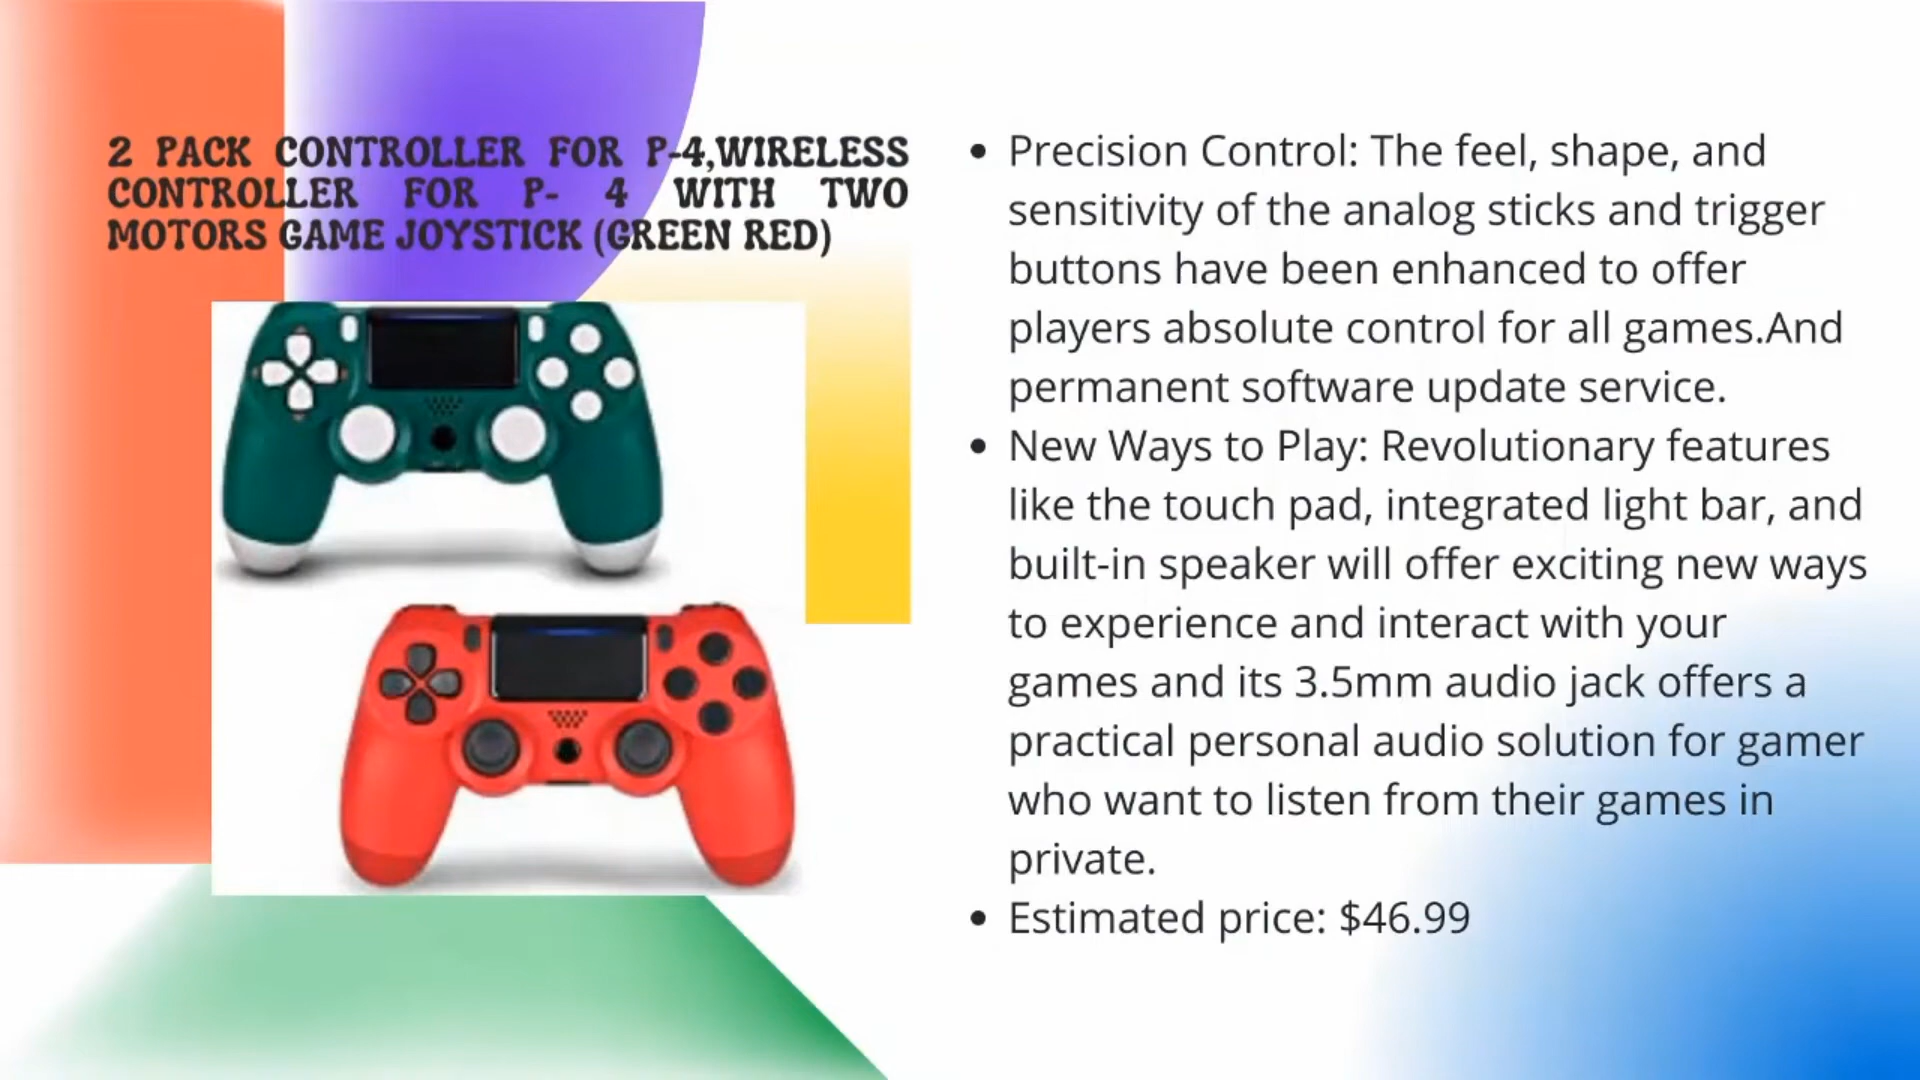 2 PACK CONTROLLER FOR P-4,WIRELESS
CONTROLLER FOR P- 4 WITH TWO
MOTORS GAME JOYSTICK (GREEN RED)
• Precision Control: The feel, shape, and
sensitivity of the analog sticks and trigger
buttons have been enhanced to offer
players absolute control for all games.And
permanent software update service.
• New Ways to Play: Revolutionary features
like the touch pad, integrated light bar, and
built-in speaker will offer exciting new ways
to experience and interact with your
games and its 3.5mm audio jack offers a
practical personal audio solution for gamer
who want to listen from their games in
private.
• Estimated price: $46.99